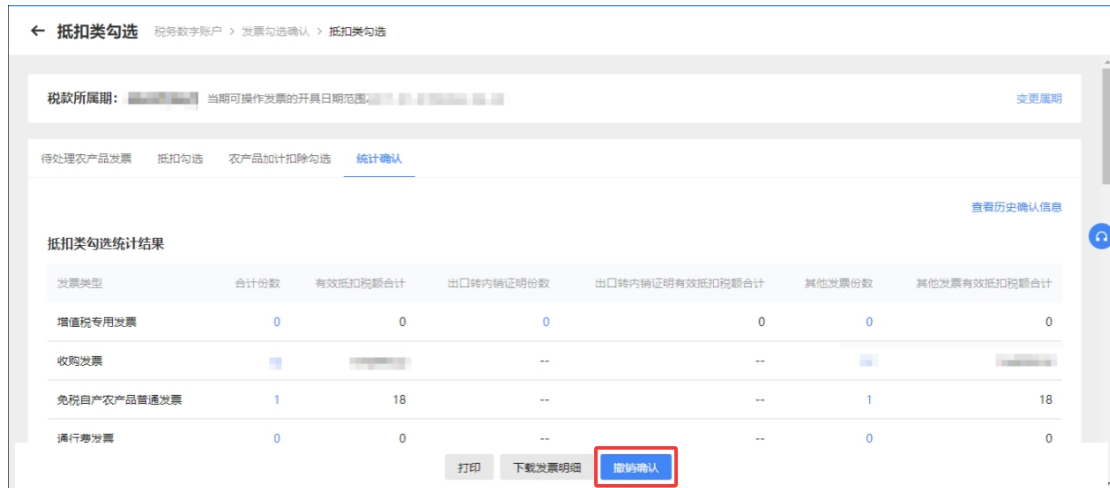 ← 抵扣类勾选 税务数字账户 > 发票勾选确认 > 抵扣类勾选
税款所属期： 当期可操作发票的开具日期范围 变更属期
待处理农产品发票 抵扣勾选 农产品加计扣除勾选 统计确认
查看历史确认信息
抵扣类勾选统计结果
发票类型 合计份数 有效抵扣税额合计 出口转内销证明份数 出口转内销证明有效抵扣税额合计 其他发票份数 其他发票有效抵扣税额合计
增值税专用发票 0 0 0 0 0 0
收购发票 -- --
免税自产农产品普通发票 1 18 -- -- 1 18
通行费发票 0 0 -- -- 0 0
打印 下载发票明细 撤销确认